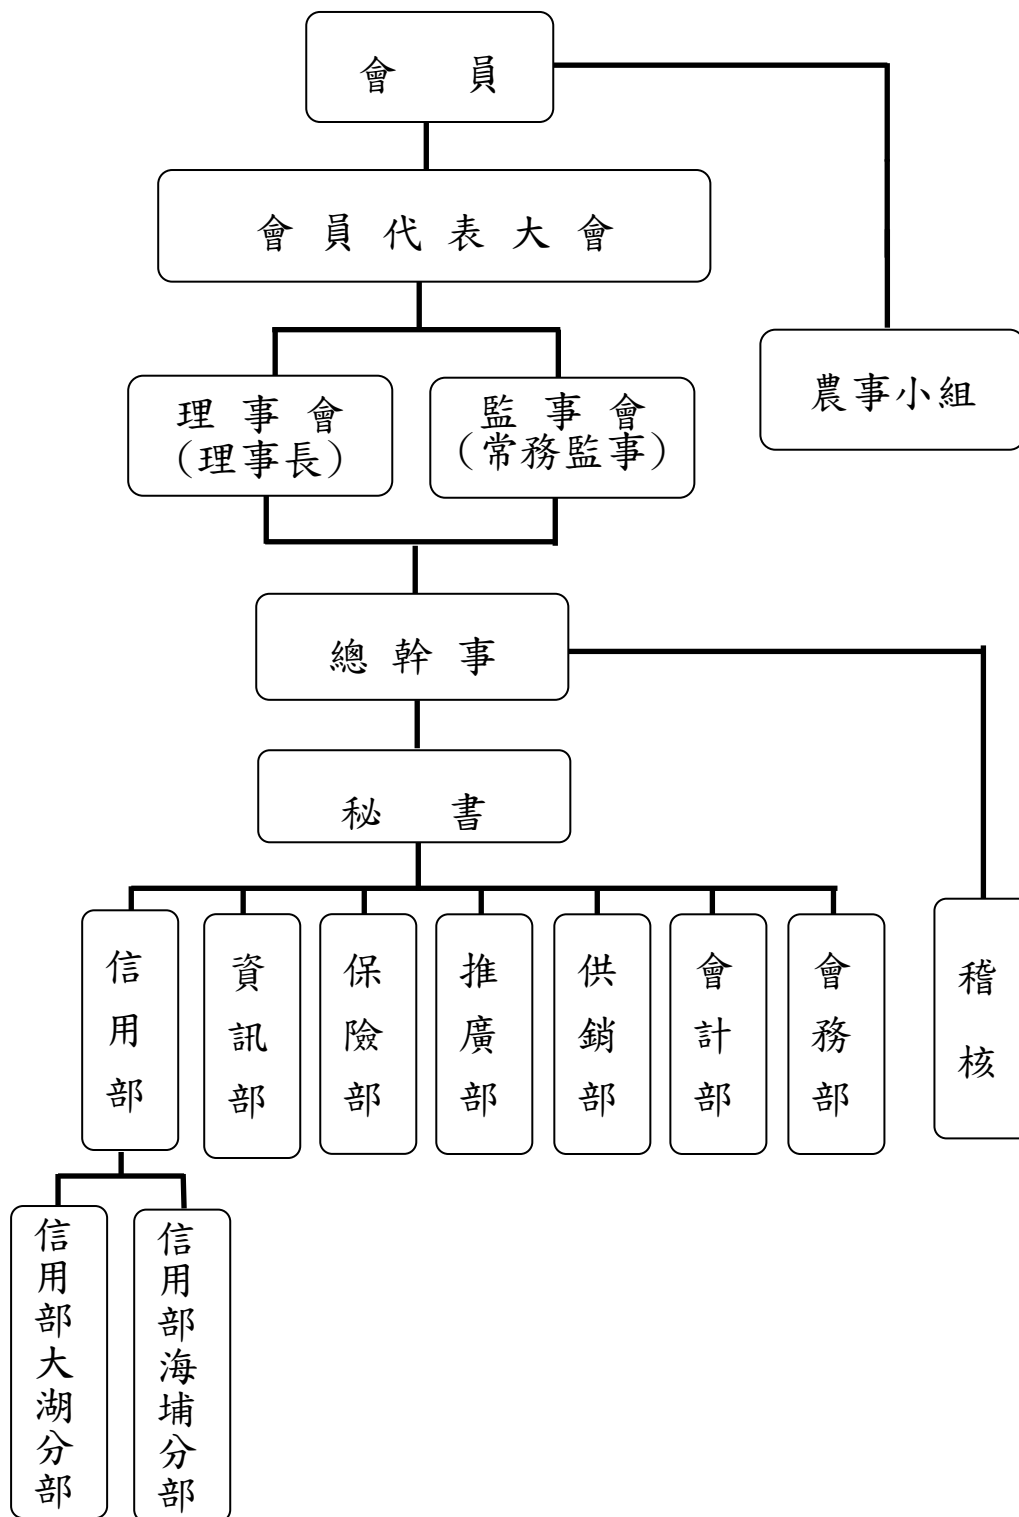 會員
會員代表大會
農事小組
理事會
（理事長）
監事會
（常務監事）
總幹事
秘書
信用部
資訊部
保險部
推廣部
供銷部
會計部
會務部
稽核
信用部大湖分部
信用部海埔分部